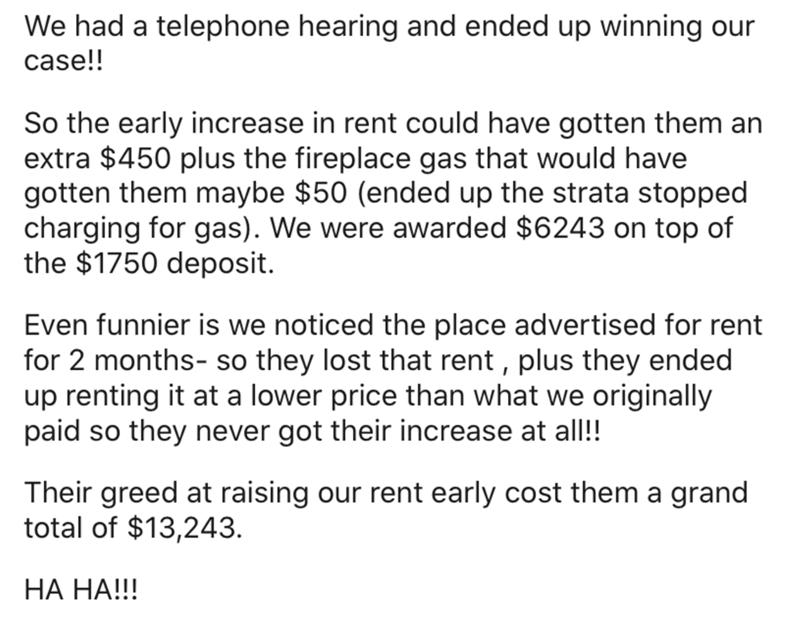 We had a telephone hearing and ended up winning our
case!!
So the early increase in rent could have gotten them an
extra $450 plus the fireplace gas that would have
gotten them maybe $50 (ended up the strata stopped
charging for gas). We were awarded $6243 on top of
the $1750 deposit.
Even funnier is we noticed the place advertised for rent
for 2 months- so they lost that rent , plus they ended
up renting it at a lower price than what we originally
paid so they never got their increase at all!!
Their greed at raising our rent early cost them a grand
total of $13,243.
HA HA!!!